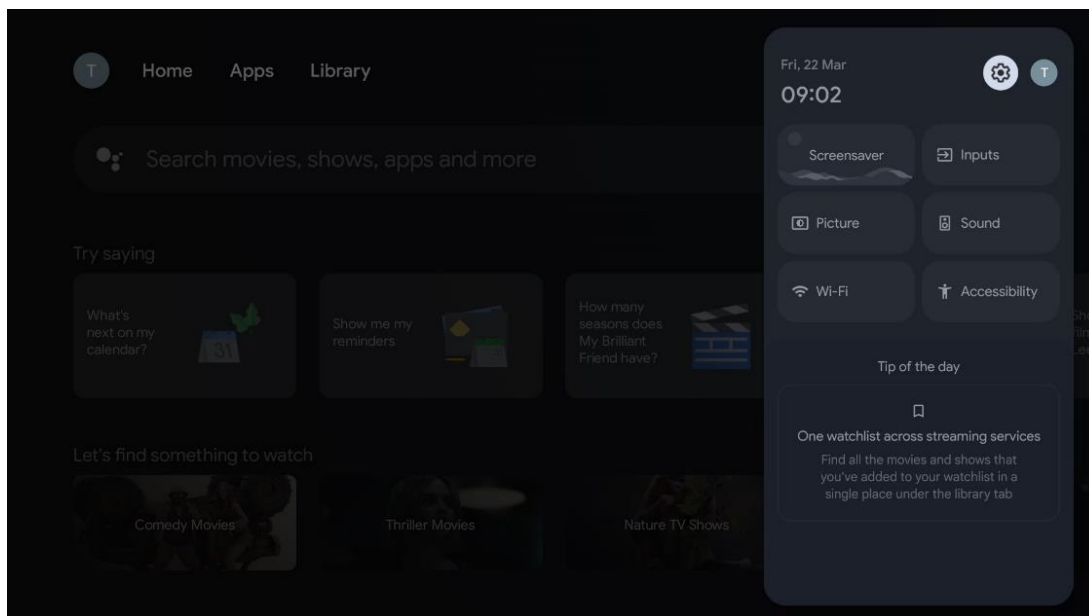 T
Home
Apps
Library
Search movies, shows, apps and more
Try saying
What's
next on my
calendar?
31
Show me my
reminders
How many
seasons does
My Brilliant
Friend have?
Let's find something to watch
Comedy Movies
Thriller Movies
Nature TV Shows
Fri, 22 Mar
09:02
T
Screensaver
Inputs
Picture
Sound
Wi-Fi
Accessibility
Tip of the day
One watchlist across streaming services
Find all the movies and shows that
you've added to your watchlist in a
single place under the library tab